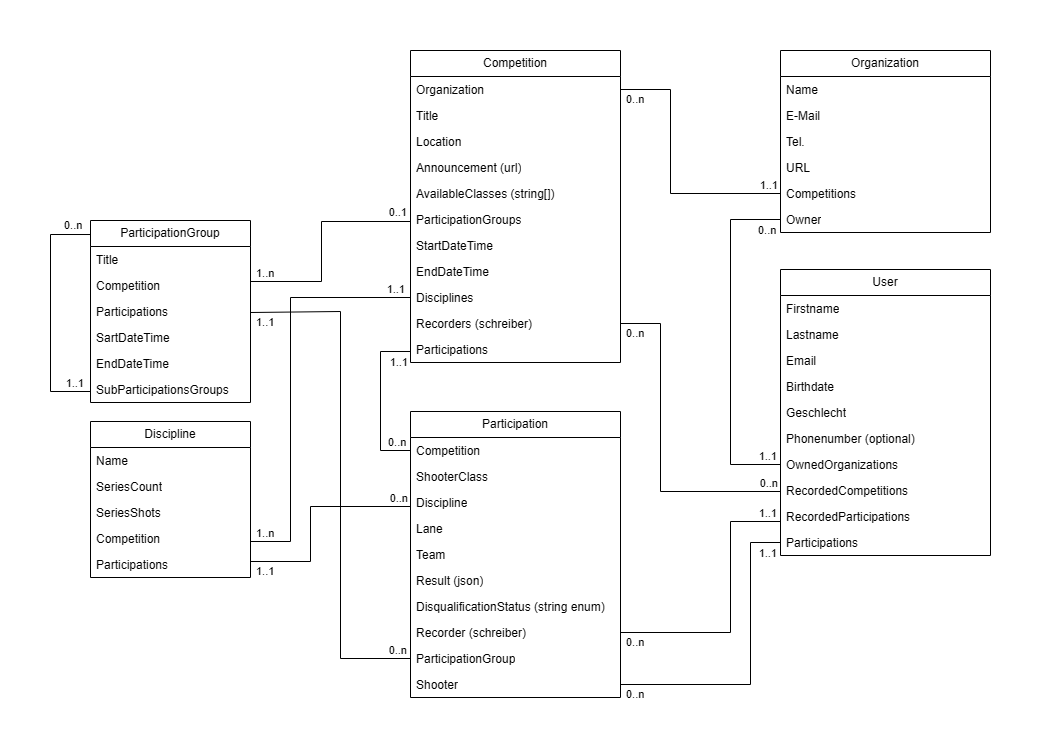 Competition
Organization
Title
Location
Announcement (url)
AvailableClasses (string[])
ParticipationGroups
StartDateTime
EndDateTime
Disciplines
Recorders (schreiber)
Participations
0..n
0..1
1..1
0..n
1..1
Organization
Name
E-Mail
Tel.
URL
Competitions
Owner
1..1
0..n
ParticipationGroup
Title
Competition
Participations
SartDateTime
EndDateTime
SubParticipationsGroups
0..n
1..n
1..1
1..1
User
Firstname
Lastname
Email
Birthdate
Geschlecht
Phonenumber (optional)
OwnedOrganizations
RecordedCompetitions
RecordedParticipations
Participations
1..1
0..n
1..1
1..1
Discipline
Name
SeriesCount
SeriesShots
Competition
Participations
1..n
1..1
Participation
Competition
ShooterClass
Discipline
Lane
Team
Result (json)
DisqualificationStatus (string enum)
Recorder (schreiber)
ParticipationGroup
Shooter
0..n
0..n
0..n
0..n
0..n